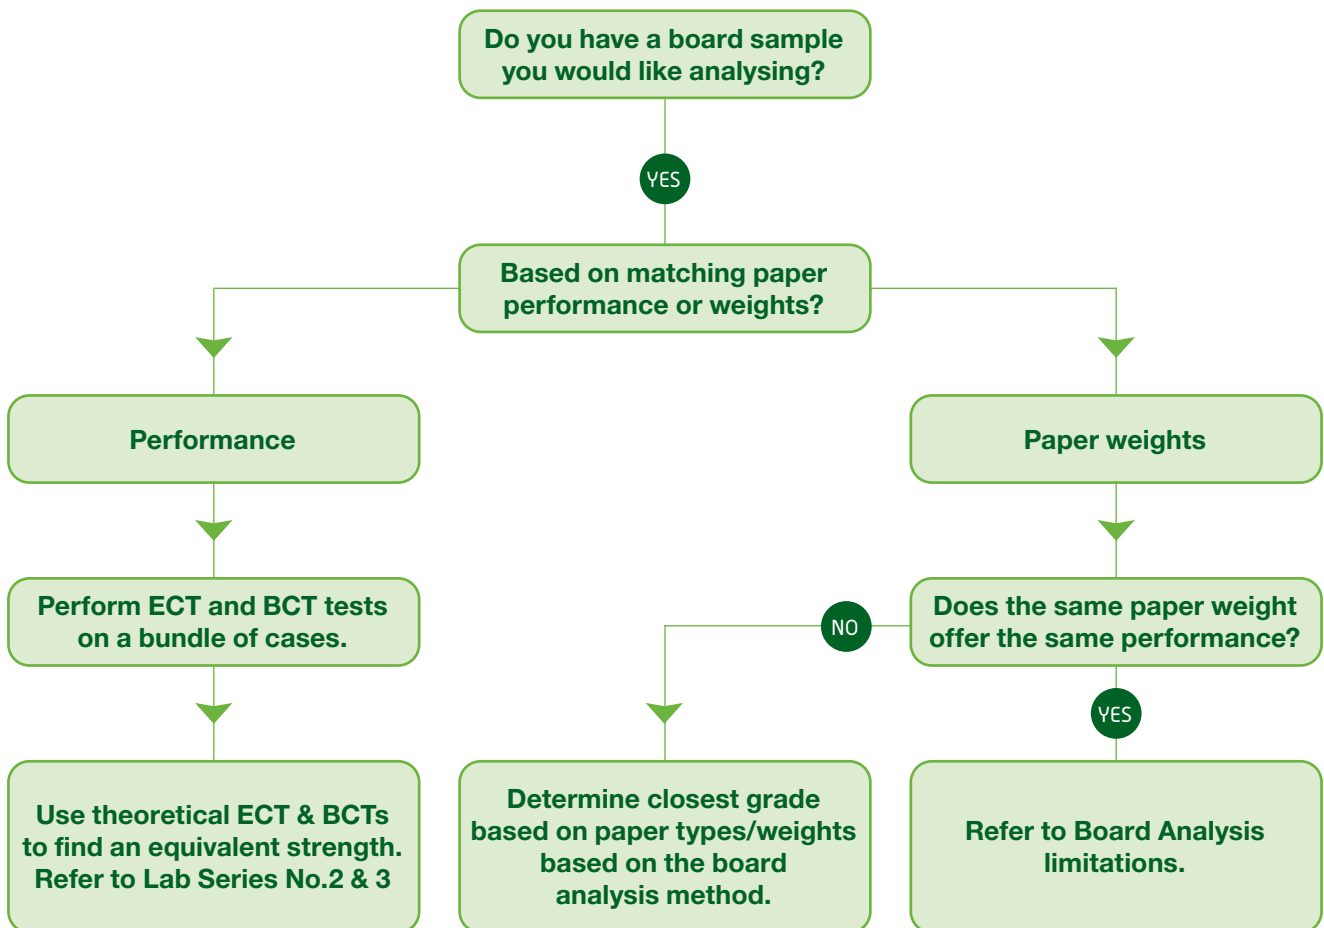 Do you have a board sample
you would like analysing?
YES
Based on matching paper
performance or weights?
Performance
Paper weights
Perform ECT and BCT tests
on a bundle of cases.
NO
Does the same paper weight
offer the same performance?
YES
Use theoretical ECT & BCTs
to find an equivalent strength.
Refer to Lab Series No.2 & 3
Determine closest grade
based on paper types/weights
based on the board
analysis method.
Refer to Board Analysis
limitations.